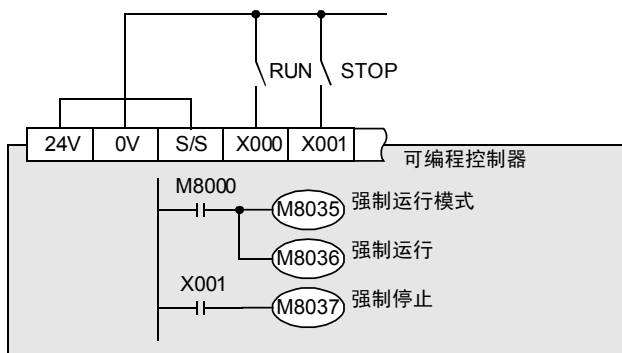 RUN STOP
24V 0V S/S X000 X001
可编程控制器
M8000
M8035 强制运行模式
M8036 强制运行
X001
M8037 强制停止